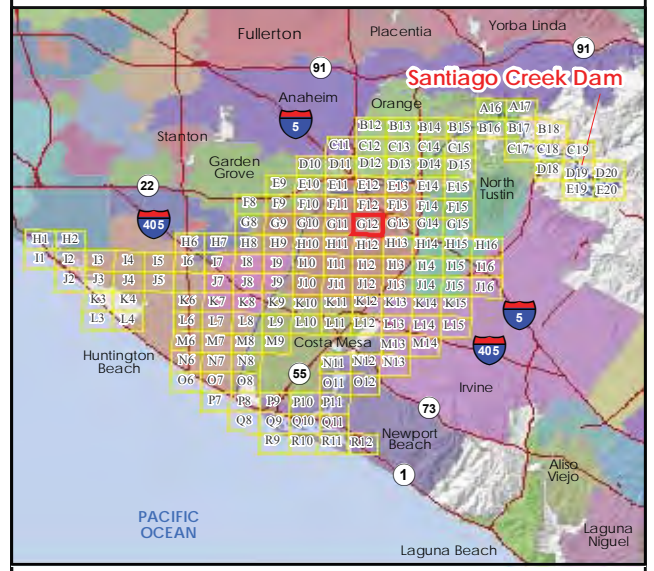 Fullerton
Placentia
Yorba Linda
91
91
Santiago Creek Dam
Anaheim
Orange
A16 A17
5
B12 B13 B14 B15 B16 B17 B18
Stanton
C11 C12 C13 C14 C15 C17 C18 C19
Garden
Grove
D10 D11 D12 D13 D14 D15 D18 D19 D20
22
E9 E10 E11 E12 E13 E14 E15 E19 E20
North
Tustin
F8 F9 F10 F11 F12 F13 F14 F15
405
G8 G9 G10 G11 G12 G13 G14 G15
H1 H2 H6 H7 H8 H9 H10 H11 H12 H13 H14 H15 H16
I1 I2 I3 I4 I5 I6 I7 I8 I9 I10 I11 I12 I13 I14 I15 I16
J2 J3 J4 J5 J7 J8 J9 J10 J11 J12 J13 J14 J15 J16
K3 K4 K6 K7 K8 K9 K10 K11 K12 K13 K14 K15
5
L3 L4 L6 L7 L8 L9 L10 L11 L12 L13 L14 L15
M6 M7 M8 M9 Costa Mesa M13 M14
405
Huntington
Beach
N6 N7 N8 N11 N12 N13
55
O6 O7 O8 O11 O12
Irvine
P7 P8 P9 P10 P11
73
Q8 Q9 Q10 Q11
Newport
Beach
R9 R10 R11 R12
1
Aliso
Viejo
PACIFIC
OCEAN
Laguna
Niguel
Laguna Beach